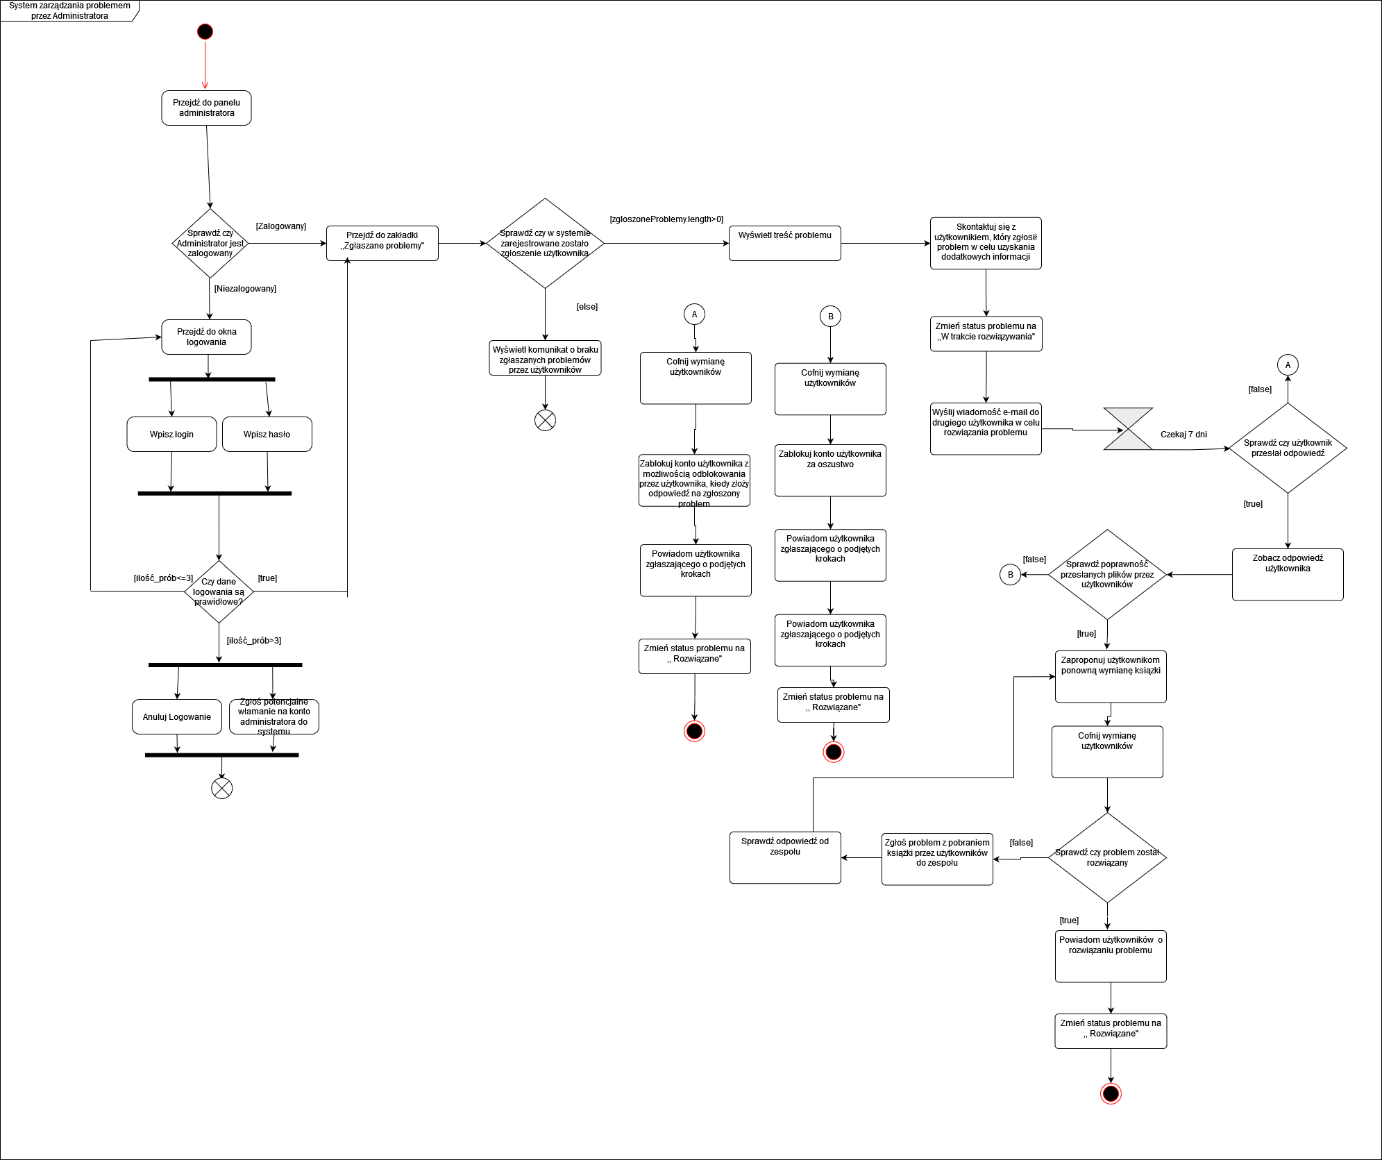 System zarządzania problemem
przez Administratora
Przejdź do panelu
administratora
Sprawdź czy
Administrator jest
zalogowany
[Zalogowany]
[Niezalogowany]
Przejdź do zakładki
,,Zgłaszane problemy"
Sprawdź czy w systemie
zarejestrowane zostało
zgłoszenie użytkownika
[zgłoszoneProblemy.length>0]
[else]
Wyświetl treść problemu
Skontaktuj się z
użytkownikiem, który zgłosił
problem w celu uzyskania
dodatkowych informacji
Przejdź do okna
logowania
Wpisz login
Wpisz hasło
Czy dane
logowania są
prawidłowe?
[ilość_prób<=3]
[true]
[ilość_prób>3]
Anuluj Logowanie
Zgłoś potencjalne
włamanie na konto
administratora do
systemu
Wyświetl komunikat o braku
zgłaszanych problemów
przez użytkowników
A
Cofnij wymianę
użytkowników
Zablokuj konto użytkownika z
możliwością odblokowania
przez użytkownika, kiedy złoży
odpowiedź na zgłoszony
problem
Powiadom użytkownika
zgłaszającego o podjętych
krokach
Zmień status problemu na
,, Rozwiązane"
B
Cofnij wymianę
użytkowników
Zablokuj konto użytkownika
za oszustwo
Powiadom użytkownika
zgłaszającego o podjętych
krokach
Powiadom użytkownika
zgłaszającego o podjętych
krokach
Zmień status problemu na
,, Rozwiązane"
Zmień status problemu na
,,W trakcie rozwiązywania"
Wyślij wiadomość e-mail do
drugiego użytkownika w celu
rozwiązania problemu
Czekaj 7 dni
Sprawdź czy użytkownik
przesłał odpowiedź
[false]
A
[true]
Zobacz odpowiedź
użytkownika
Sprawdź poprawność
przesłanych plików przez
użytkowników
[false]
B
[true]
Zaproponuj użytkownikom
ponowną wymianę książki
Cofnij wymianę
użytkowników
Sprawdź czy problem został
rozwiązany
[false]
Zgłoś problem z pobraniem
książki przez użytkowników
do zespołu
Sprawdź odpowiedź od
zespołu
[true]
Powiadom użytkowników o
rozwiązaniu problemu
Zmień status problemu na
,, Rozwiązane"